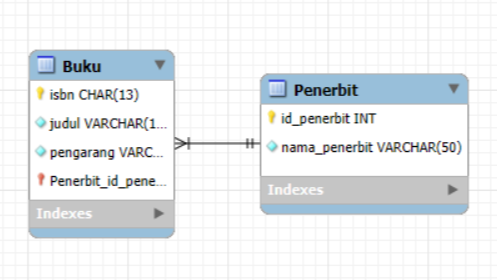 Buku
isbn CHAR(13)
judul VARCHAR(1...
pengarang VARC...
Penerbit_id_pene...
Indexes
Penerbit
id_penerbit INT
nama_penerbit VARCHAR(50)
Indexes